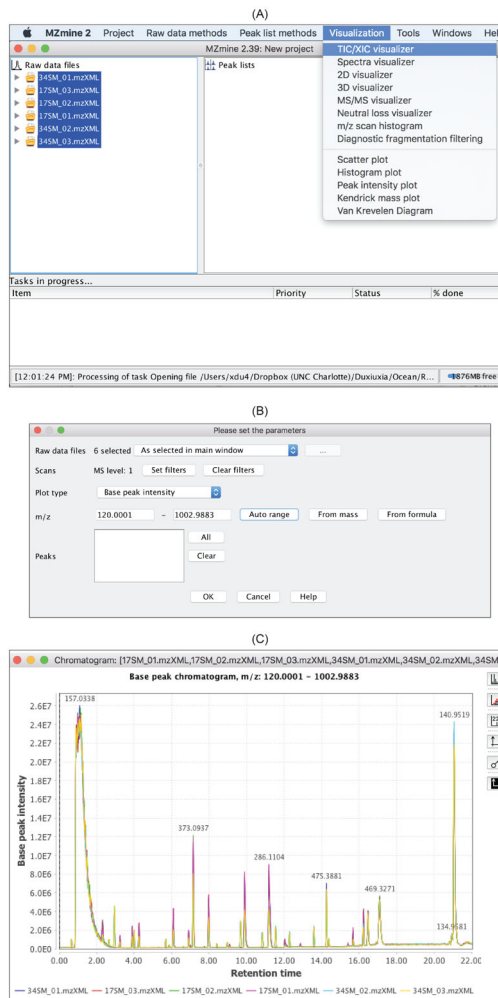 (A)
MZmine 2 Project Raw data methods Peak list methods Visualization Tools Windows Hel
MZmine 2.39: New project
Raw data files
34SM_01.mzXML
17SM_03.mzXML
17SM_02.mzXML
17SM_01.mzXML
34SM_02.mzXML
34SM_03.mzXML
Peak lists
TIC/XIC visualizer
Spectra visualizer
2D visualizer
3D visualizer
MS/MS visualizer
Neutral loss visualizer
m/z scan histogram
Diagnostic fragmentation filtering
Scatter plot
Histogram plot
Peak intensity plot
Kendrick mass plot
Van Krevelen Diagram
Tasks in progress...
Item Priority Status % done
[12:01:24 PM]: Processing of task Opening file /Users/xdu4/Dropbox (UNC Charlotte)/Duxiuxia/Ocean/R... 1876MB free
(B)
Please set the parameters
Raw data files 6 selected As selected in main window ...
Scans MS level: 1 Set filters Clear filters
Plot type Base peak intensity
m/z 120.0001 - 1002.9883 Auto range From mass From formula
Peaks All
Clear
OK Cancel Help
(C)
Chromatogram: [17SM_01.mzXML,17SM_02.mzXML,17SM_03.mzXML,34SM_01.mzXML,34SM_02.mzXML,34SM
Base peak chromatogram, m/z: 120.0001 - 1002.9883
157.0338
140.9519
373.0937
286.1104
475.3881
469.3271
Base peak intensity
2.6E7
2.4E7
2.2E7
2.0E7
1.8E7
1.6E7
1.4E7
1.2E7
1.0E7
8.0E6
6.0E6
4.0E6
2.0E6
0.0E0
0.00 2.00 4.00 6.00 8.00 10.00 12.00 14.00 16.00 18.00 20.00 22.00
Retention time
34SM_01.mzXML 17SM_03.mzXML 17SM_02.mzXML 17SM_01.mzXML 34SM_02.mzXML 34SM_03.mzXML